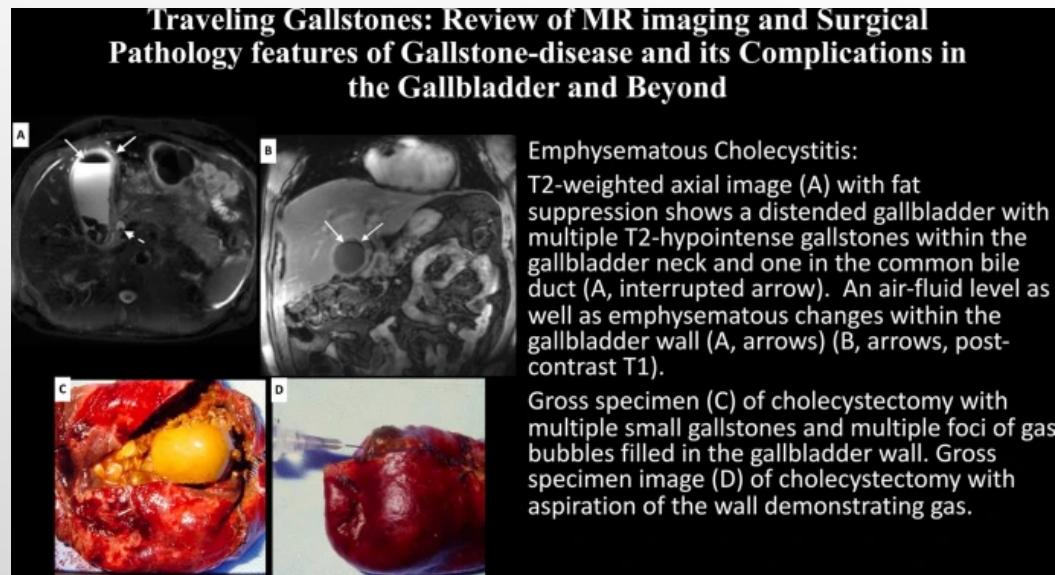 Traveling Gallstones: Review of MR imaging and Surgical
Pathology features of Gallstone-disease and its Complications in
the Gallbladder and Beyond
A
B
Emphysematous Cholecystitis:
T2-weighted axial image (A) with fat
suppression shows a distended gallbladder with
multiple T2-hypointense gallstones within the
gallbladder neck and one in the common bile
duct (A, interrupted arrow).  An air-fluid level as
well as emphysematous changes within the
gallbladder wall (A, arrows) (B, arrows, post-
contrast T1).
C
D
Gross specimen (C) of cholecystectomy with
multiple small gallstones and multiple foci of gas
bubbles filled in the gallbladder wall. Gross
specimen image (D) of cholecystectomy with
aspiration of the wall demonstrating gas.